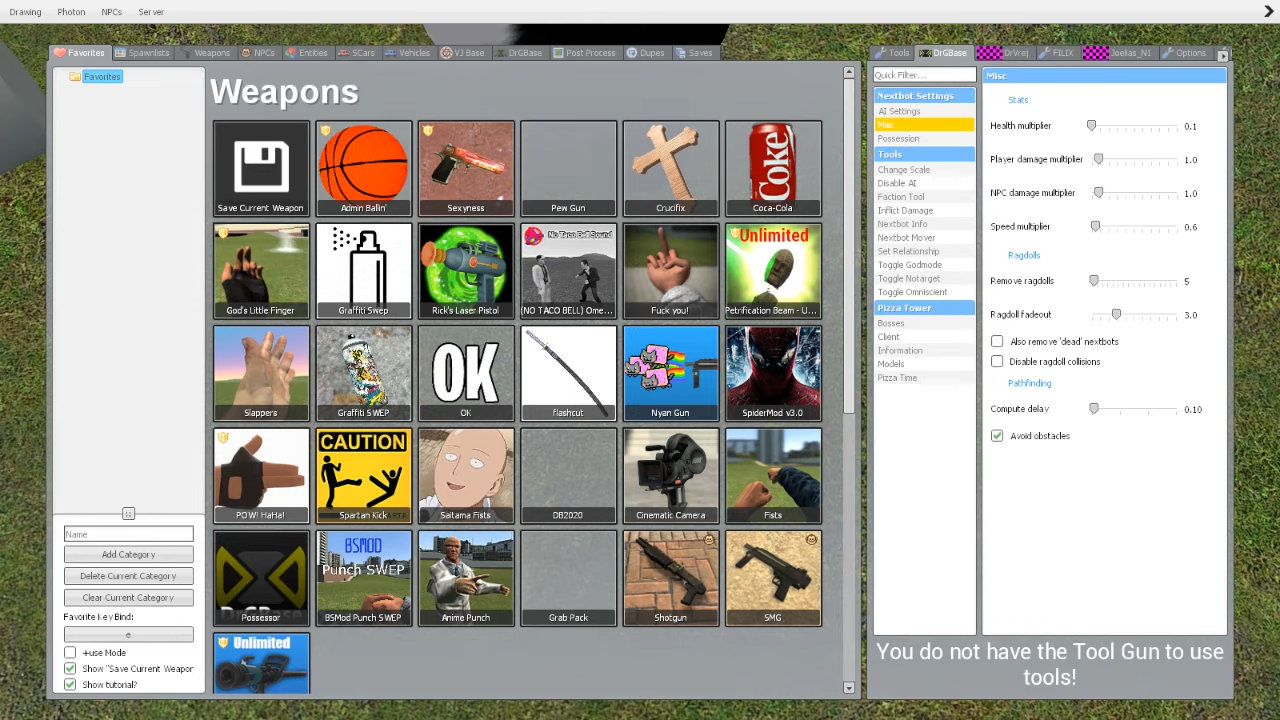 Drawing Photon NPCs Server
Favorites Spawnlists Weapons NPCs Entities SCars Vehicles VJ Base DrGBase Post Process Dupes Saves
Favorites
Weapons
Save Current Weapon
Admin Ballin'
Sexyness
Pew Gun
Crucifix
Coke
Coca-Cola
God's Little Finger
Graffiti Swep
Rick's Laser Pistol
No Taco Bell Sound
(NO TACO BELL) Ome...
Fuck you!
Unlimited
Petrification Beam - U...
Slappers
Graffiti SWEP
OK
OK
flashcut
Nyan Gun
SpiderMod v3.0
POW! HaHa!
CAUTION
Spartan Kick
Saitama Fists
DB2020
Cinematic Camera
Fists
Possessor
BSMOD
Punch SWEP
BSMod Punch SWEP
Anime Punch
Grab Pack
Shotgun
SMG
Unlimited
Name
Add Category
Delete Current Category
Clear Current Category
Favorite Key Bind:
e
+use Mode
Show "Save Current Weapon
Show tutorial?
Tools DrGBase DrVrej FILIX Joelias_N1 Options
Quick Filter...
Nextbot Settings
AI Settings
Misc
Possession
Tools
Change Scale
Disable AI
Faction Tool
Inflict Damage
Nextbot Info
Nextbot Mover
Set Relationship
Toggle Godmode
Toggle Notarget
Toggle Omniscient
Pizza Tower
Bosses
Client
Information
Models
Pizza Time
Misc
Stats
Health multiplier 0.1
Player damage multiplier 1.0
NPC damage multiplier 1.0
Speed multiplier 0.6
Ragdolls
Remove ragdolls 5
Ragdoll fadeout 3.0
Also remove 'dead' nextbots
Disable ragdoll collisions
Pathfinding
Compute delay 0.10
Avoid obstacles
You do not have the Tool Gun to use
tools!